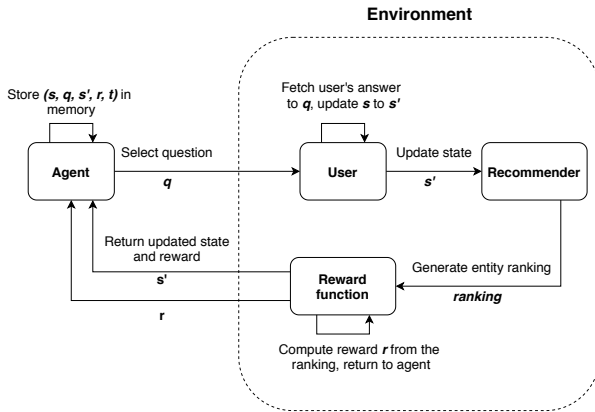 Environment
Store (s, q, s', r, t) in
memory
Fetch user's answer
to q, update s to s'
Agent
Select question
q
User
Update state
s'
Recommender
Return updated state
and reward
s'
r
Reward
function
Generate entity ranking
ranking
Compute reward r from the
ranking, return to agent